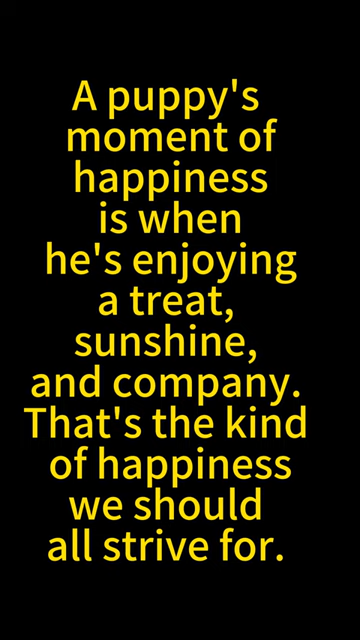 A puppy's
moment of
happiness
is when
he's enjoying
a treat,
sunshine,
and company.
That's the kind
of happiness
we should
all strive for.